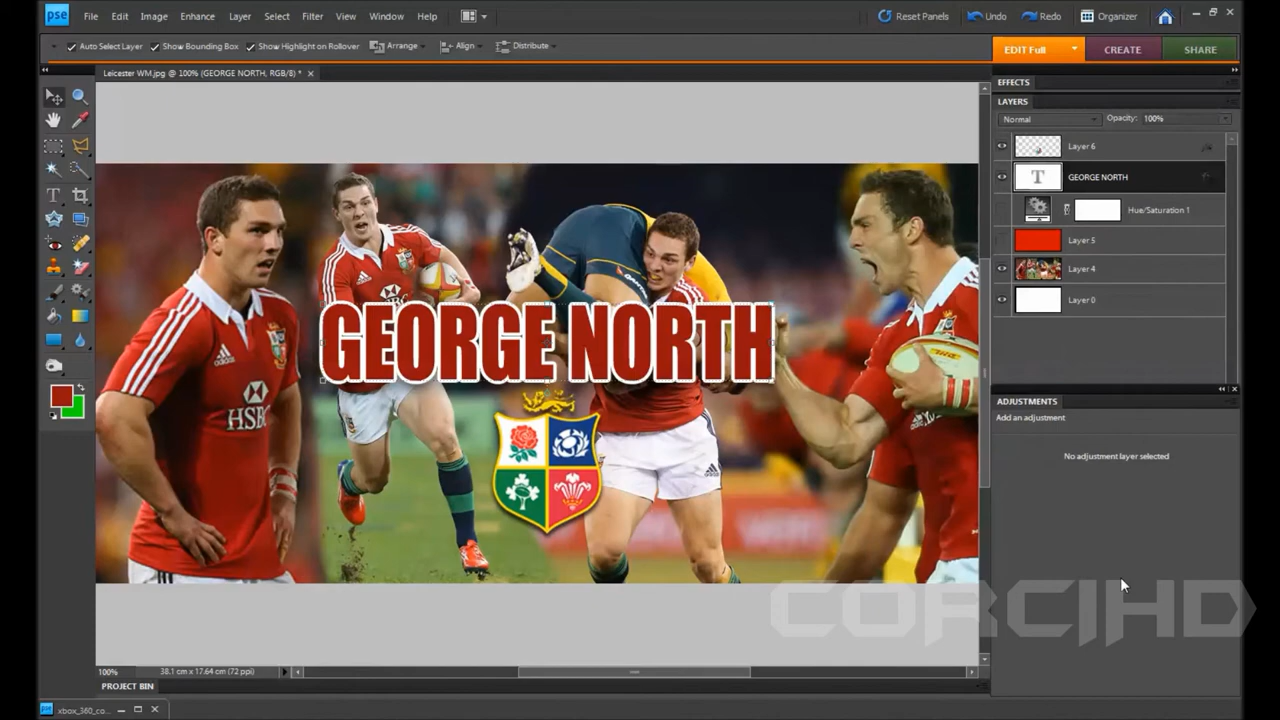 pse File Edit Image Enhance Layer Select Filter View Window Help Reset Panels Undo Redo Organizer
Auto Select Layer Show Bounding Box Show Highlight on Rollover Arrange Align Distribute EDIT Full CREATE SHARE
Leicester WM.jpg @ 100% (GEORGE NORTH, RGB/8) *
EFFECTS
LAYERS
Normal Opacity: 100%
Layer 6
T GEORGE NORTH
Hue/Saturation 1
Layer 5
Layer 4
Layer 0
GEORGE NORTH
HSBC
HSBC
DHL
ADJUSTMENTS
Add an adjustment
No adjustment layer selected
CORCIHD
100% 38.1 cm x 17.64 cm (72 ppi)
PROJECT BIN
xbox_360_co...